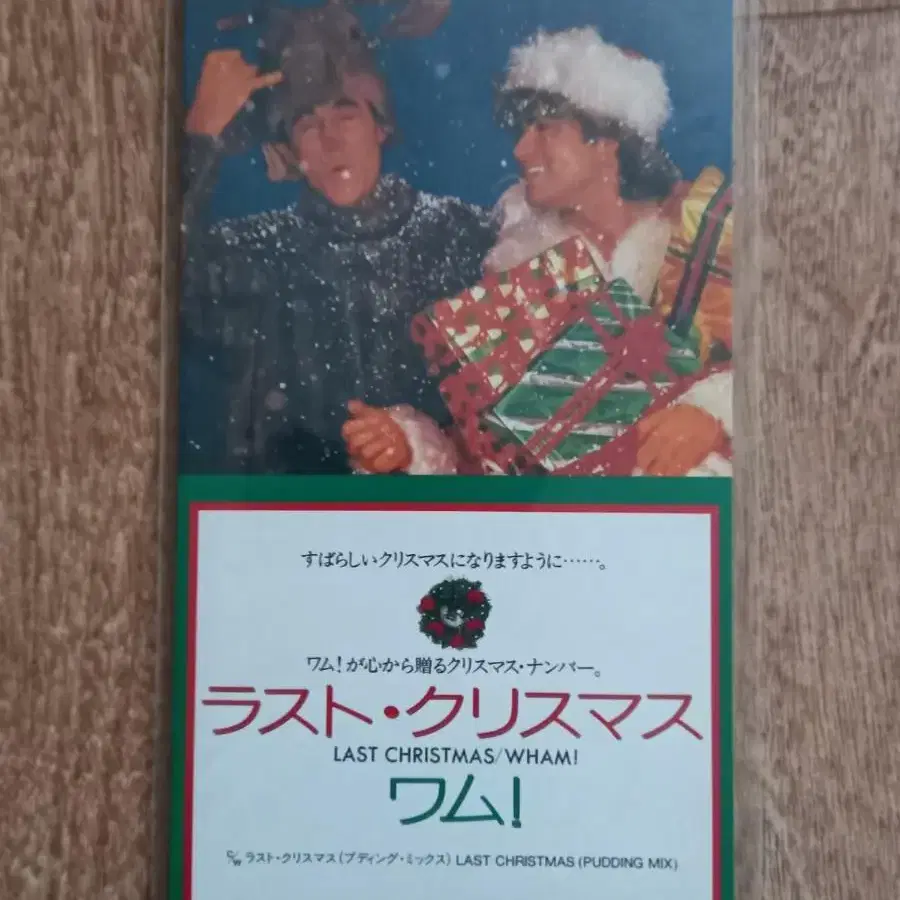 すばらしいクリスマスになりますように……。
ワム！が心から贈るクリスマス・ナンバー。
ラスト・クリスマス
LAST CHRISTMAS/WHAM!
ワム！
C/W ラスト・クリスマス(プディング・ミックス) LAST CHRISTMAS (PUDDING MIX)